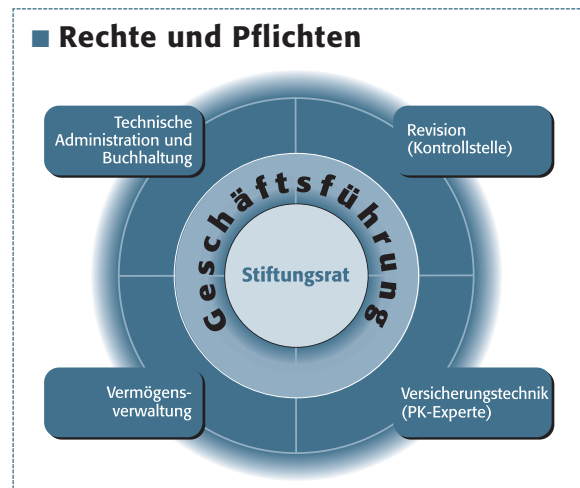 Rechte und Pflichten
Technische
Administration und
Buchhaltung
Revision
(Kontrollstelle)
Geschäftsführung
Stiftungsrat
Vermögens-
verwaltung
Versicherungstechnik
(PK-Experte)